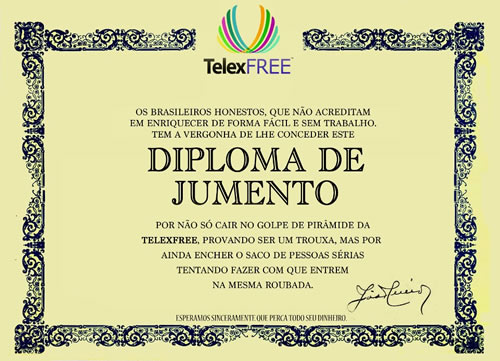 TelexFREE™
OS BRASILEIROS HONESTOS, QUE NÃO ACREDITAM
EM ENRIQUECER DE FORMA FÁCIL E SEM TRABALHO.
TEM A VERGONHA DE LHE CONCEDER ESTE
DIPLOMA DE
JUMENTO
POR NÃO SÓ CAIR NO GOLPE DE PIRÂMIDE DA
TELEXFREE, PROVANDO SER UM TROUXA, MAS POR
AINDA ENCHER O SACO DE PESSOAS SÉRIAS
TENTANDO FAZER COM QUE ENTREM
NA MESMA ROUBADA.
ESPERAMOS SINCERAMENTE QUE PERCA TODO SEU DINHEIRO.